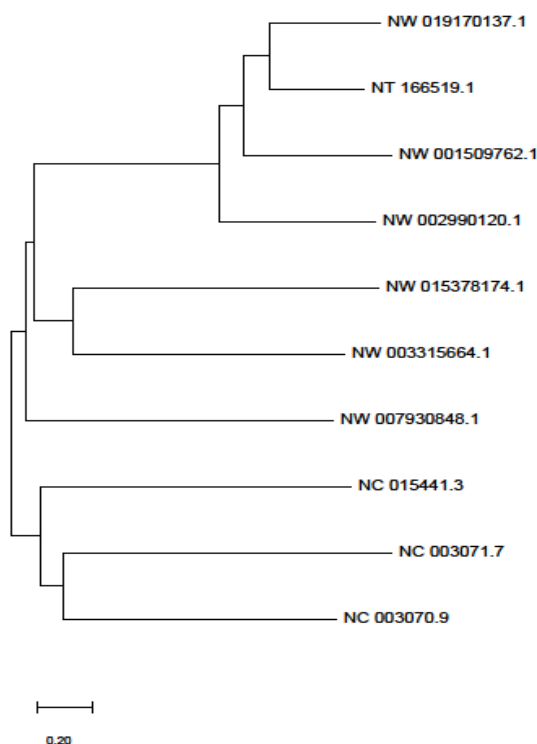 NW 019170137.1
NT 166519.1
NW 001509762.1
NW 002990120.1
NW 015378174.1
NW 003315664.1
NW 007930848.1
NC 015441.3
NC 003071.7
NC 003070.9
0.20